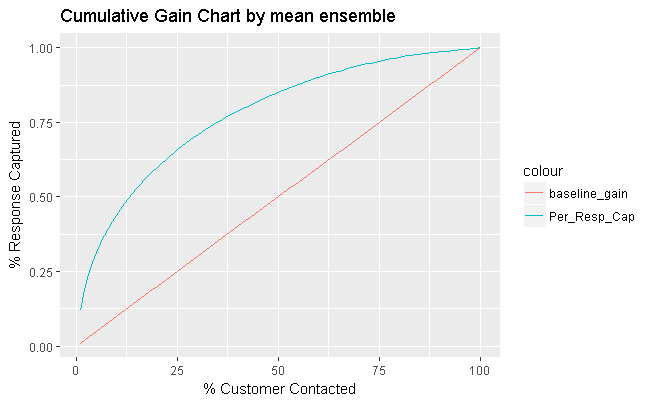 Cumulative Gain Chart by mean ensemble
1.00
0.75
0.50
0.25
0.00
% Response Captured
0
25
50
75
100
% Customer Contacted
colour
baseline_gain
Per_Resp_Cap